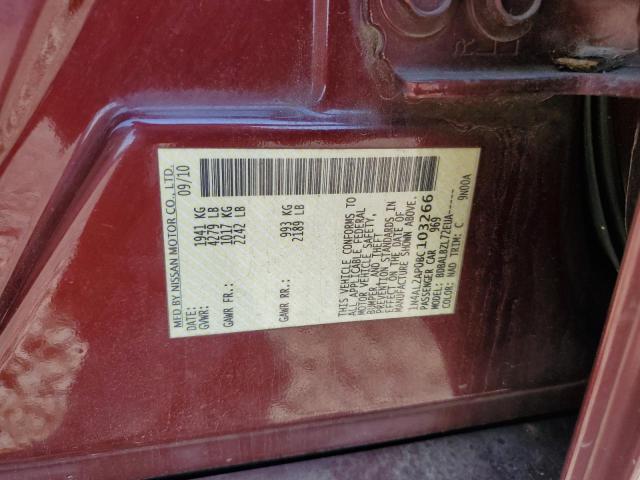 MFD BY NISSAN MOTOR CO., LTD.
DATE: 09/10
GVWR: 1941 KG
4279 LB
GAWR FR: 1017 KG
2242 LB
GAWR RR: 993 KG
2189 LB
THIS VEHICLE CONFORMS TO
ALL APPLICABLE FEDERAL
MOTOR VEHICLE SAFETY,
BUMPER, AND THEFT
PREVENTION STANDARDS IN
EFFECT ON THE DATE OF
MANUFACTURE SHOWN ABOVE.
1N4AL2AP0BC103266
PASSENGER CAR 969
MODEL: BDBALBZL7ZEUA-----
COLOR: NAD TRIM: C 9N00A
R